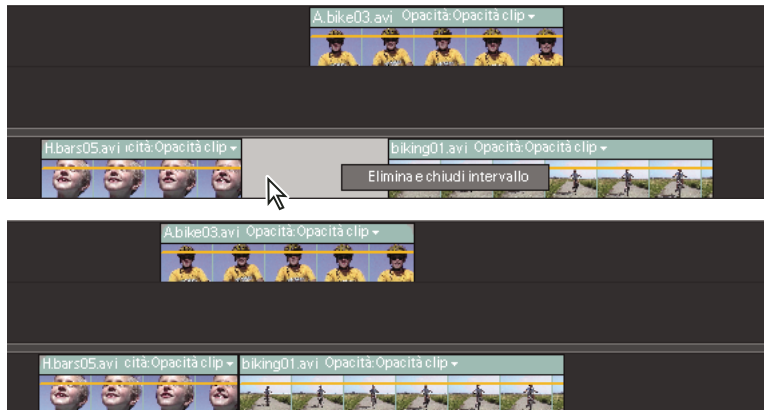 A.bike03.avi Opacità:Opacità clip
H.bars05.avi ıcità:Opacità clip
biking01.avi Opacità:Opacità clip
Elimina e chiudi intervallo
A.bike03.avi Opacità:Opacità clip
H.bars05.avi cità:Opacità clip
biking01.avi Opacità:Opacità clip